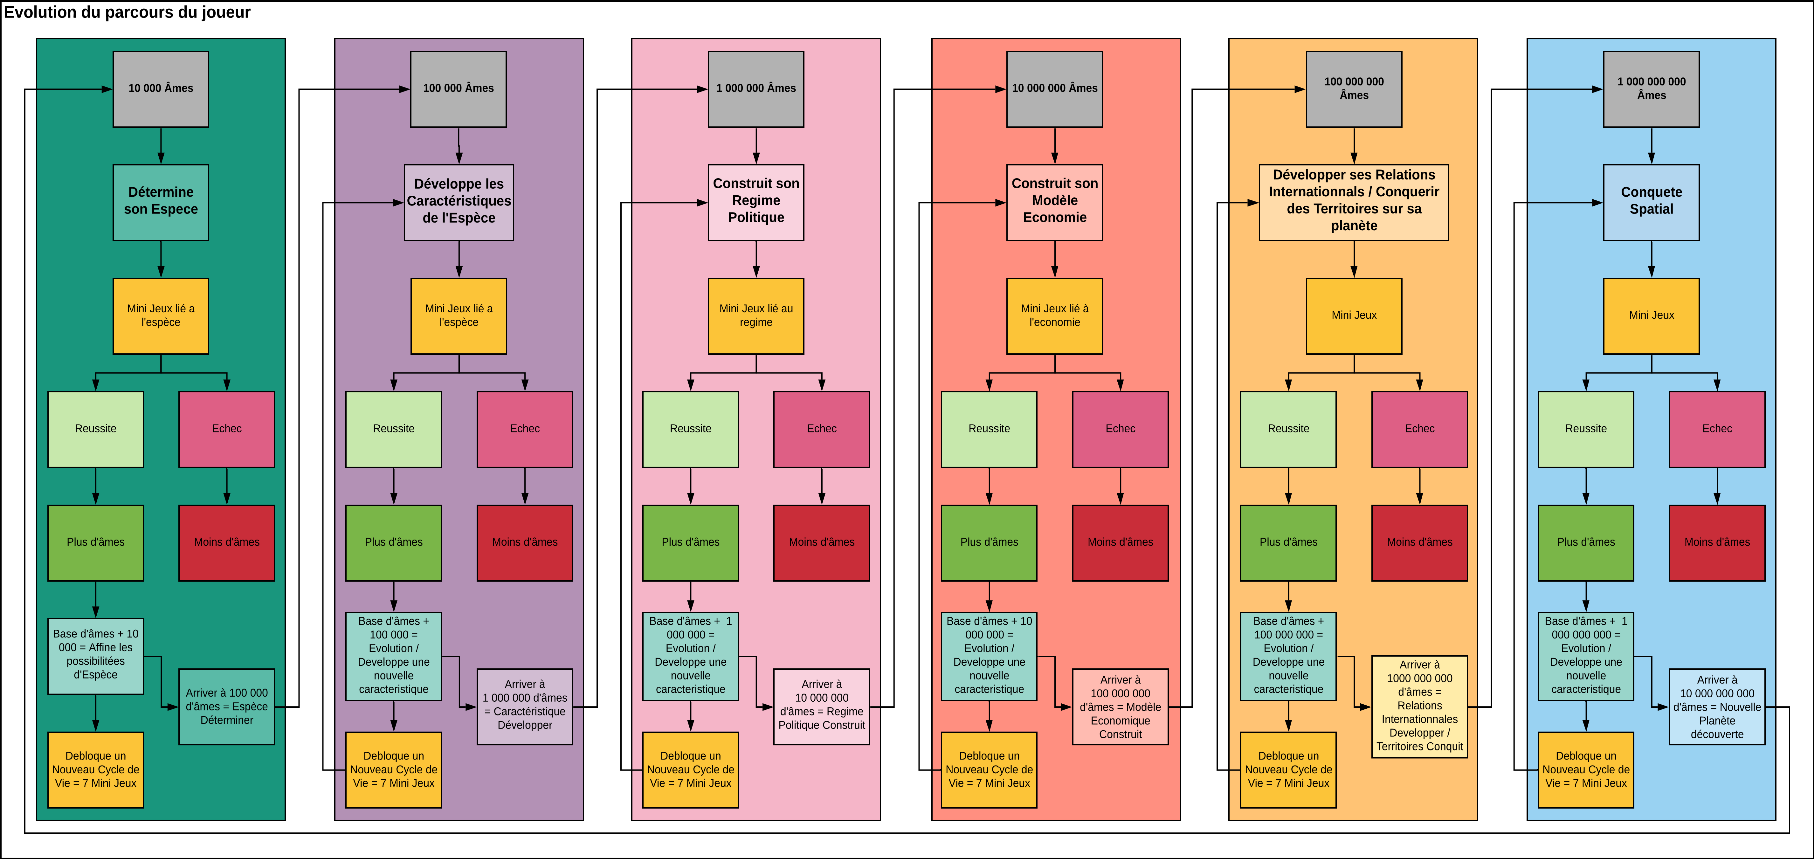 Evolution du parcours du joueur
10 000 Âmes
Détermine
son Espece
Mini Jeux lié a
l'espèce
Reussite
Echec
Plus d'âmes
Moins d'âmes
Base d'âmes + 10
000 = Affine les
possibilitées
d'Espèce
Arriver à 100 000
d'âmes = Espèce
Déterminer
Debloque un
Nouveau Cycle de
Vie = 7 Mini Jeux
100 000 Âmes
Développe les
Caractéristiques
de l'Espèce
Mini Jeux lié a
l'espèce
Reussite
Echec
Plus d'âmes
Moins d'âmes
Base d'âmes +
100 000 =
Evolution /
Developpe une
nouvelle
caracteristique
Arriver à
1 000 000 d'âmes
= Caractéristique
Développer
Debloque un
Nouveau Cycle de
Vie = 7 Mini Jeux
1 000 000 Âmes
Construit son
Regime
Politique
Mini Jeux lié au
regime
Reussite
Echec
Plus d'âmes
Moins d'âmes
Base d'âmes + 1
000 000 =
Evolution /
Developpe une
nouvelle
caracteristique
Arriver à
10 000 000
d'âmes = Regime
Politique Construit
Debloque un
Nouveau Cycle de
Vie = 7 Mini Jeux
10 000 000 Âmes
Construit son
Modèle
Economie
Mini Jeux lié à
l'economie
Reussite
Echec
Plus d'âmes
Moins d'âmes
Base d'âmes + 10
000 000 =
Evolution /
Developpe une
nouvelle
caracteristique
Arriver à
100 000 000
d'âmes = Modèle
Economique
Construit
Debloque un
Nouveau Cycle de
Vie = 7 Mini Jeux
100 000 000
Âmes
Développer ses Relations
Internationnals / Conquerir
des Territoires sur sa
planète
Mini Jeux
Reussite
Echec
Plus d'âmes
Moins d'âmes
Base d'âmes +
100 000 000 =
Evolution /
Developpe une
nouvelle
caracteristique
Arriver à
1000 000 000
d'âmes =
Relations
Internationnales
Developper /
Territoires Conquit
Debloque un
Nouveau Cycle de
Vie = 7 Mini Jeux
1 000 000 000
Âmes
Conquete
Spatial
Mini Jeux
Reussite
Echec
Plus d'âmes
Moins d'âmes
Base d'âmes + 1
000 000 000 =
Evolution /
Developpe une
nouvelle
caracteristique
Arriver à
10 000 000 000
d'âmes = Nouvelle
Planète
découverte
Debloque un
Nouveau Cycle de
Vie = 7 Mini Jeux